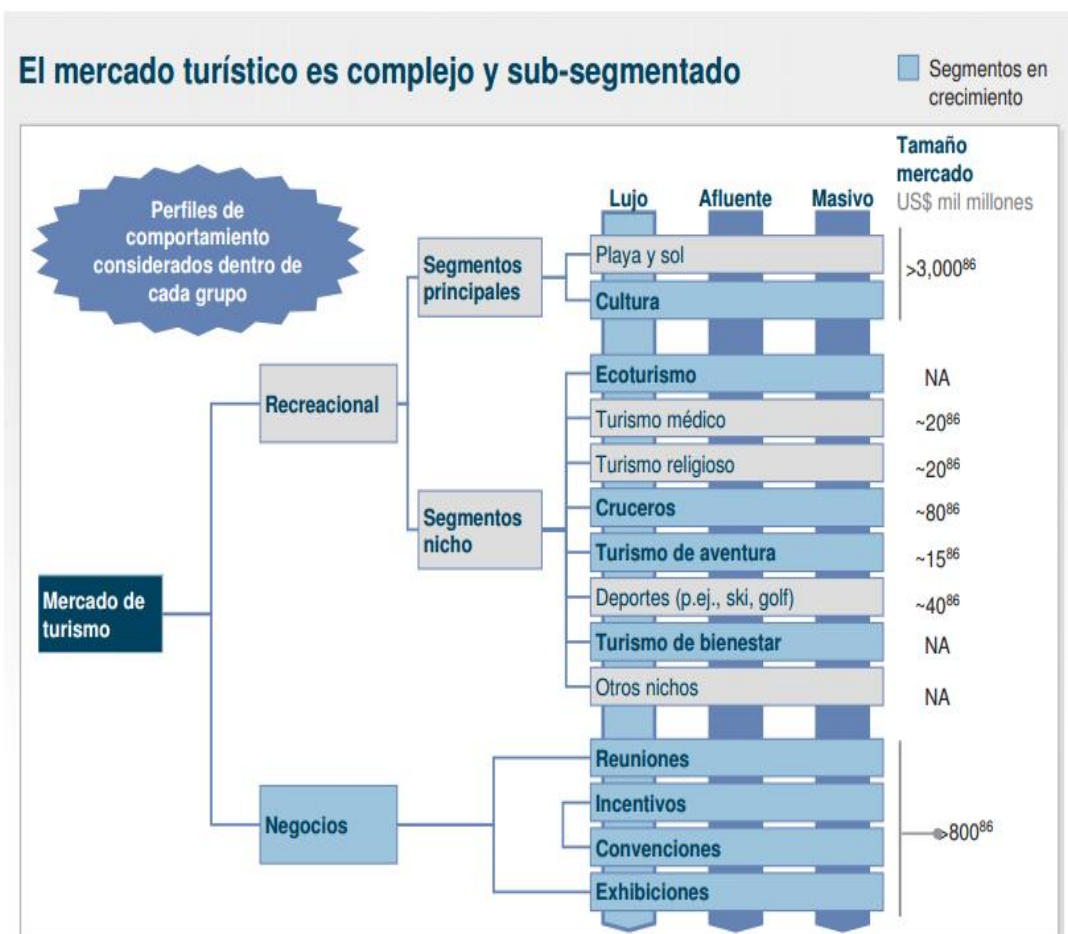 El mercado turístico es complejo y sub-segmentado
Segmentos en
crecimiento
Tamaño
mercado
US$ mil millones
Lujo Afluente Masivo
Perfiles de
comportamiento
considerados dentro de
cada grupo
Mercado de
turismo
Recreacional
Segmentos
principales
Playa y sol
Cultura
>3,000⁸⁶
Segmentos
nicho
Ecoturismo NA
Turismo médico ~20⁸⁶
Turismo religioso ~20⁸⁶
Cruceros ~80⁸⁶
Turismo de aventura ~15⁸⁶
Deportes (p.ej., ski, golf) ~40⁸⁶
Turismo de bienestar NA
Otros nichos NA
Negocios
Reuniones
Incentivos
Convenciones
Exhibiciones
>800⁸⁶